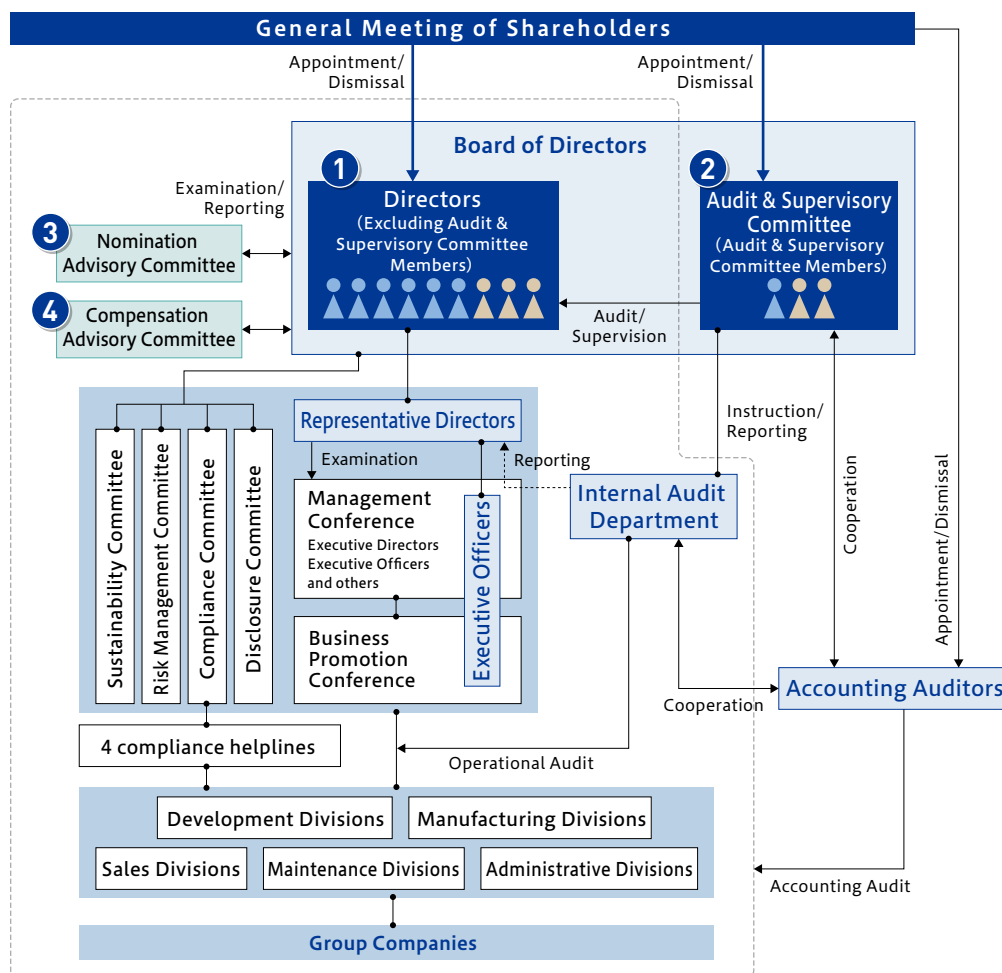 General Meeting of Shareholders
Appointment/
Dismissal
Appointment/
Dismissal
Board of Directors
1
Directors
(Excluding Audit &
Supervisory Committee
Members)
2
Audit & Supervisory
Committee
(Audit & Supervisory
Committee Members)
Examination/
Reporting
3
Nomination
Advisory Committee
4
Compensation
Advisory Committee
Audit/
Supervision
Representative Directors
Instruction/
Reporting
Examination
Reporting
Sustainability Committee
Risk Management Committee
Compliance Committee
Disclosure Committee
Management
Conference
Executive Directors
Executive Officers
and others
Executive Officers
Internal Audit
Department
Cooperation
Appointment/Dismissal
Business
Promotion
Conference
Accounting Auditors
Cooperation
4 compliance helplines
Operational Audit
Development Divisions
Manufacturing Divisions
Sales Divisions
Maintenance Divisions
Administrative Divisions
Accounting Audit
Group Companies